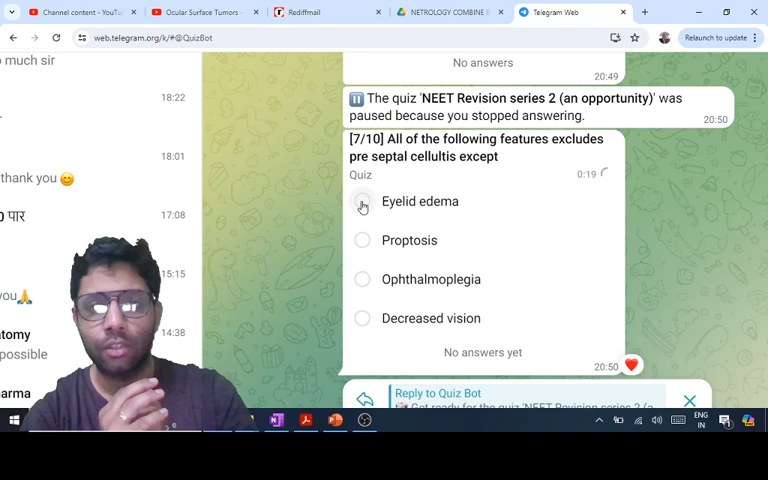 Channel content - YouTu
Ocular Surface Tumors -
Rediffmail
NETROLOGY COMBINE
Telegram Web
web.telegram.org/k/#@QuizBot
Relaunch to update
so much sir
No answers
20:49
18:22
The quiz 'NEET Revision series 2 (an opportunity)' was
paused because you stopped answering.
20:50
[7/10] All of the following features excludes
pre septal cellultis except
18:01
thank you
Quiz
0:19
Eyelid edema
0 पार
17:08
Proptosis
15:15
you
Ophthalmoplegia
Decreased vision
14:38
possible
No answers yet
20:50
Reply to Quiz Bot
Get ready for the quiz 'NEET Revision series 2 (a
ENG
IN